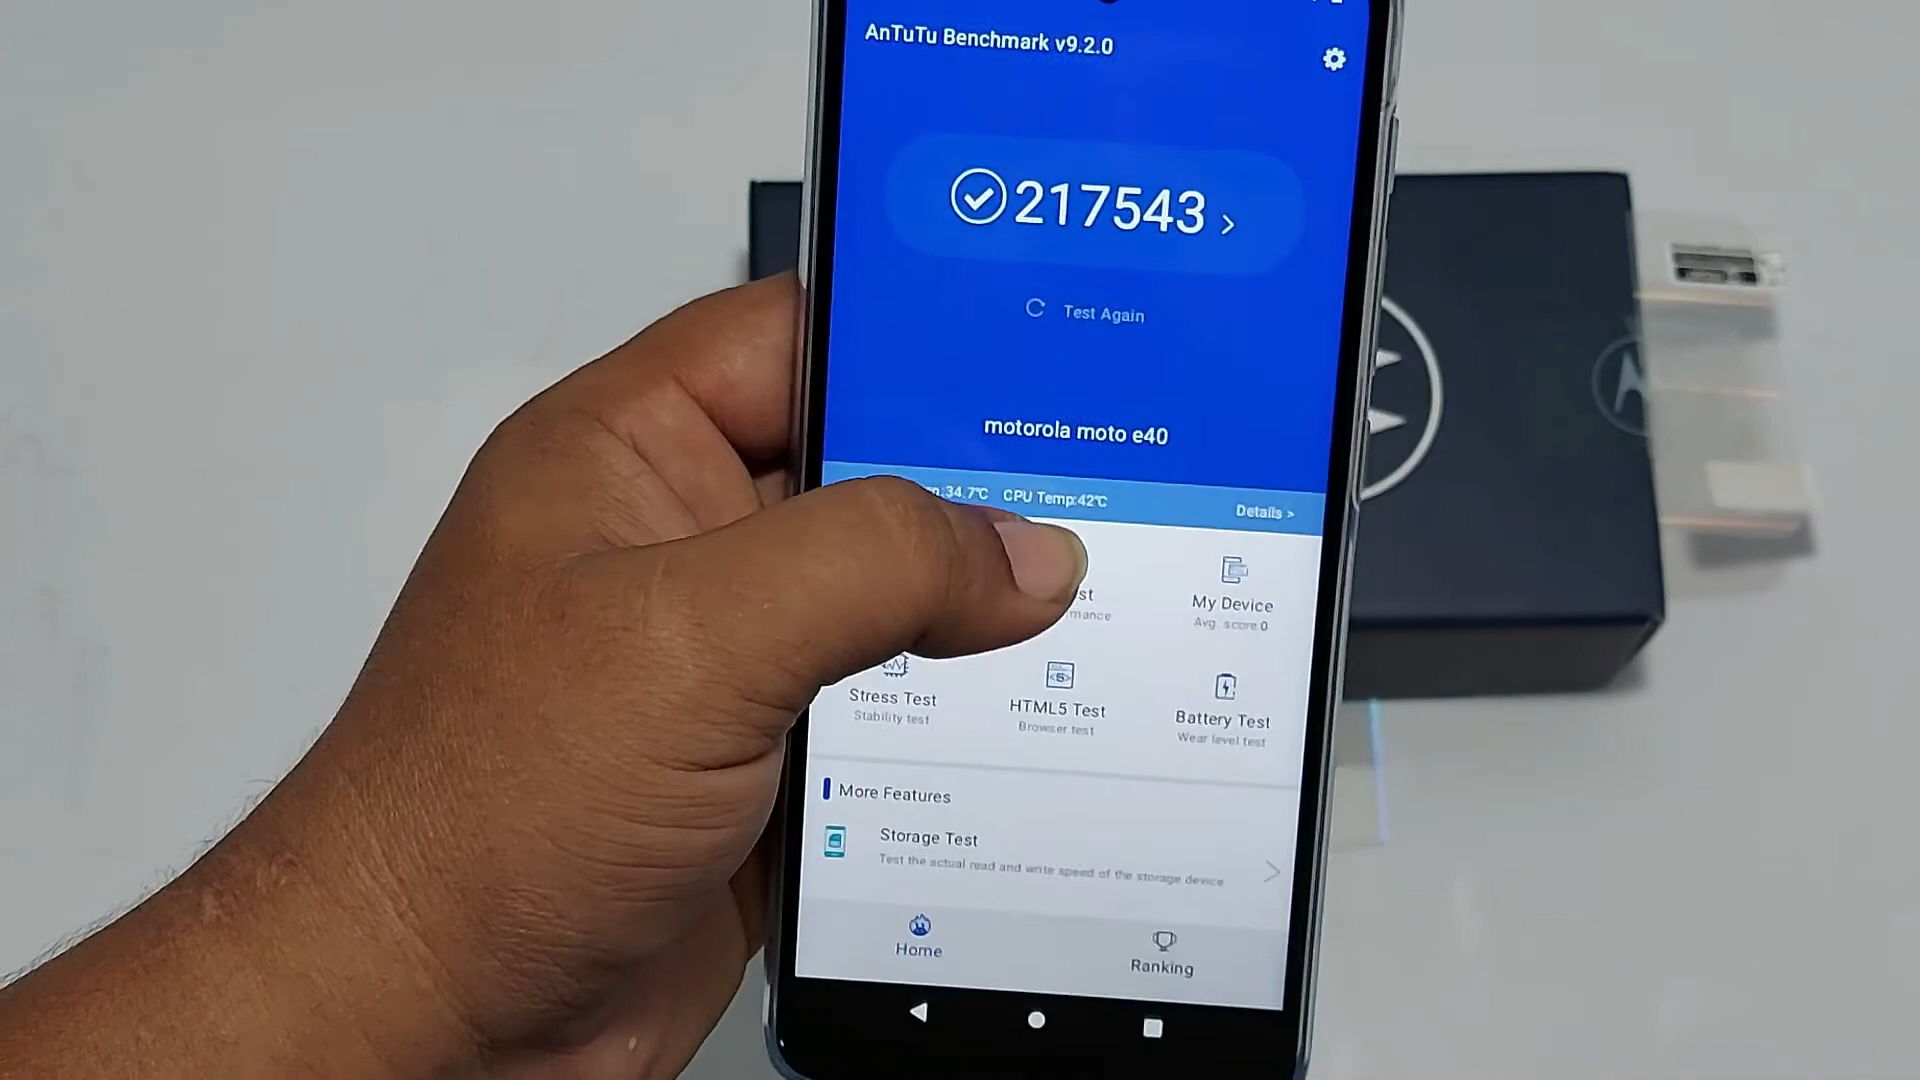 AnTuTu Benchmark v9.2.0
217543 >
Test Again
motorola moto e40
34.7℃ CPU Temp:42℃
Details >
My Device
Avg. score:0
Stress Test
Stability test
HTML5 Test
Browser test
Battery Test
Wear level test
More Features
Storage Test
Test the actual read and write speed of the storage device
Home
Ranking